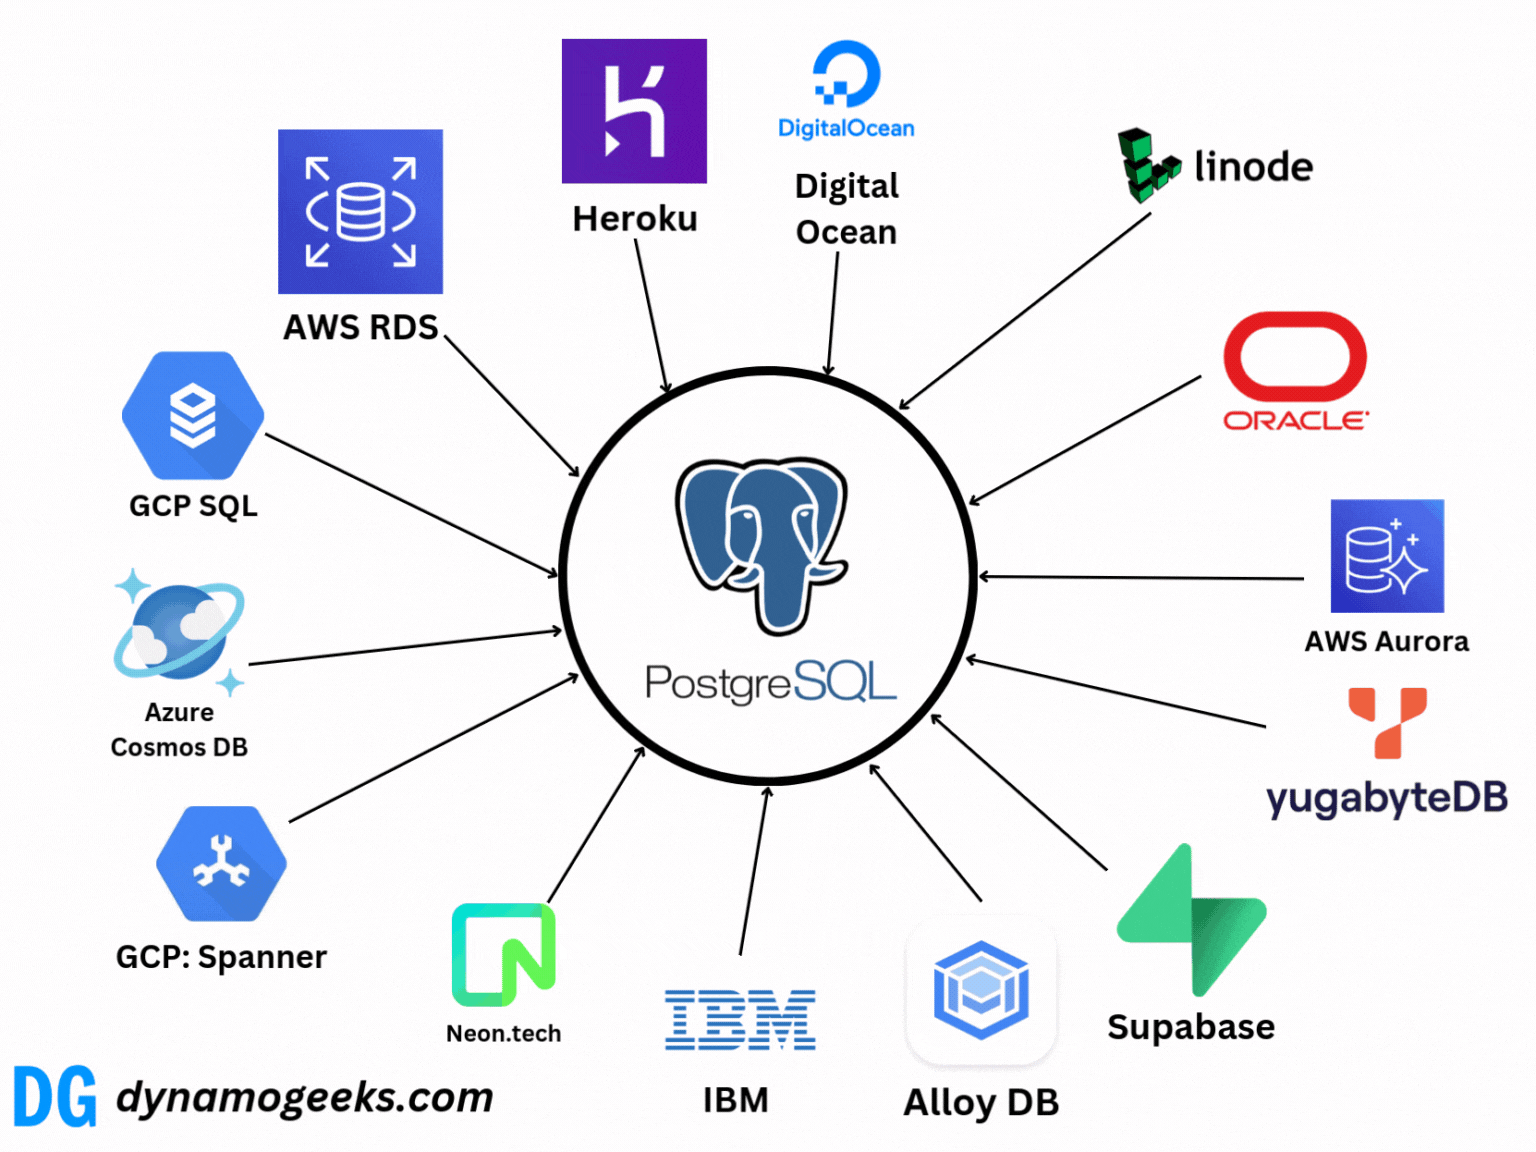 Heroku
DigitalOcean
Digital
Ocean
linode
AWS RDS
ORACLE
GCP SQL
AWS Aurora
PostgreSQL
Azure
Cosmos DB
yugabyteDB
GCP: Spanner
Neon.tech
IBM
IBM
Alloy DB
Supabase
DG dynamogeeks.com